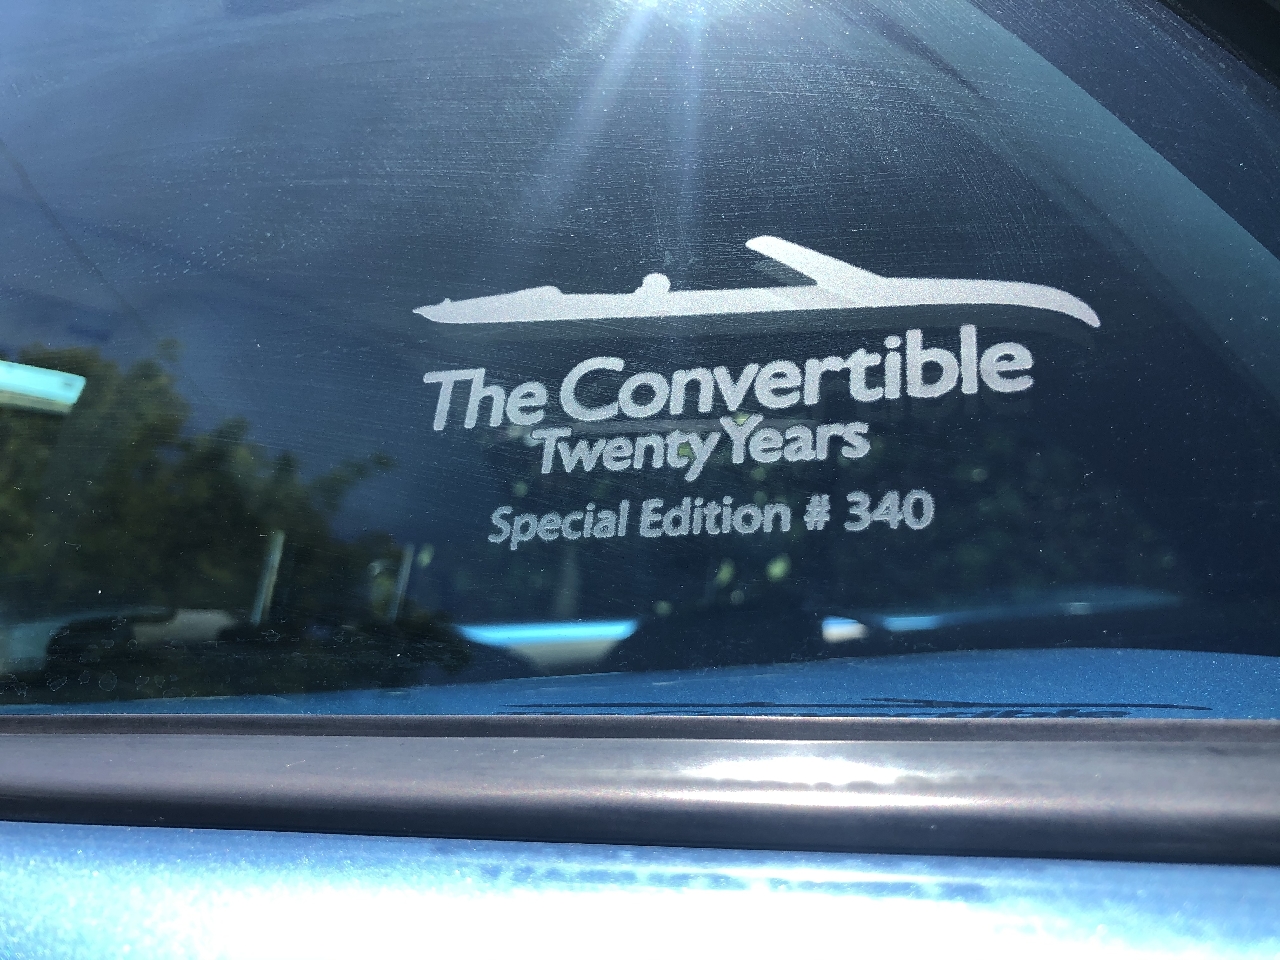 The Convertible
Twenty Years
Special Edition # 340